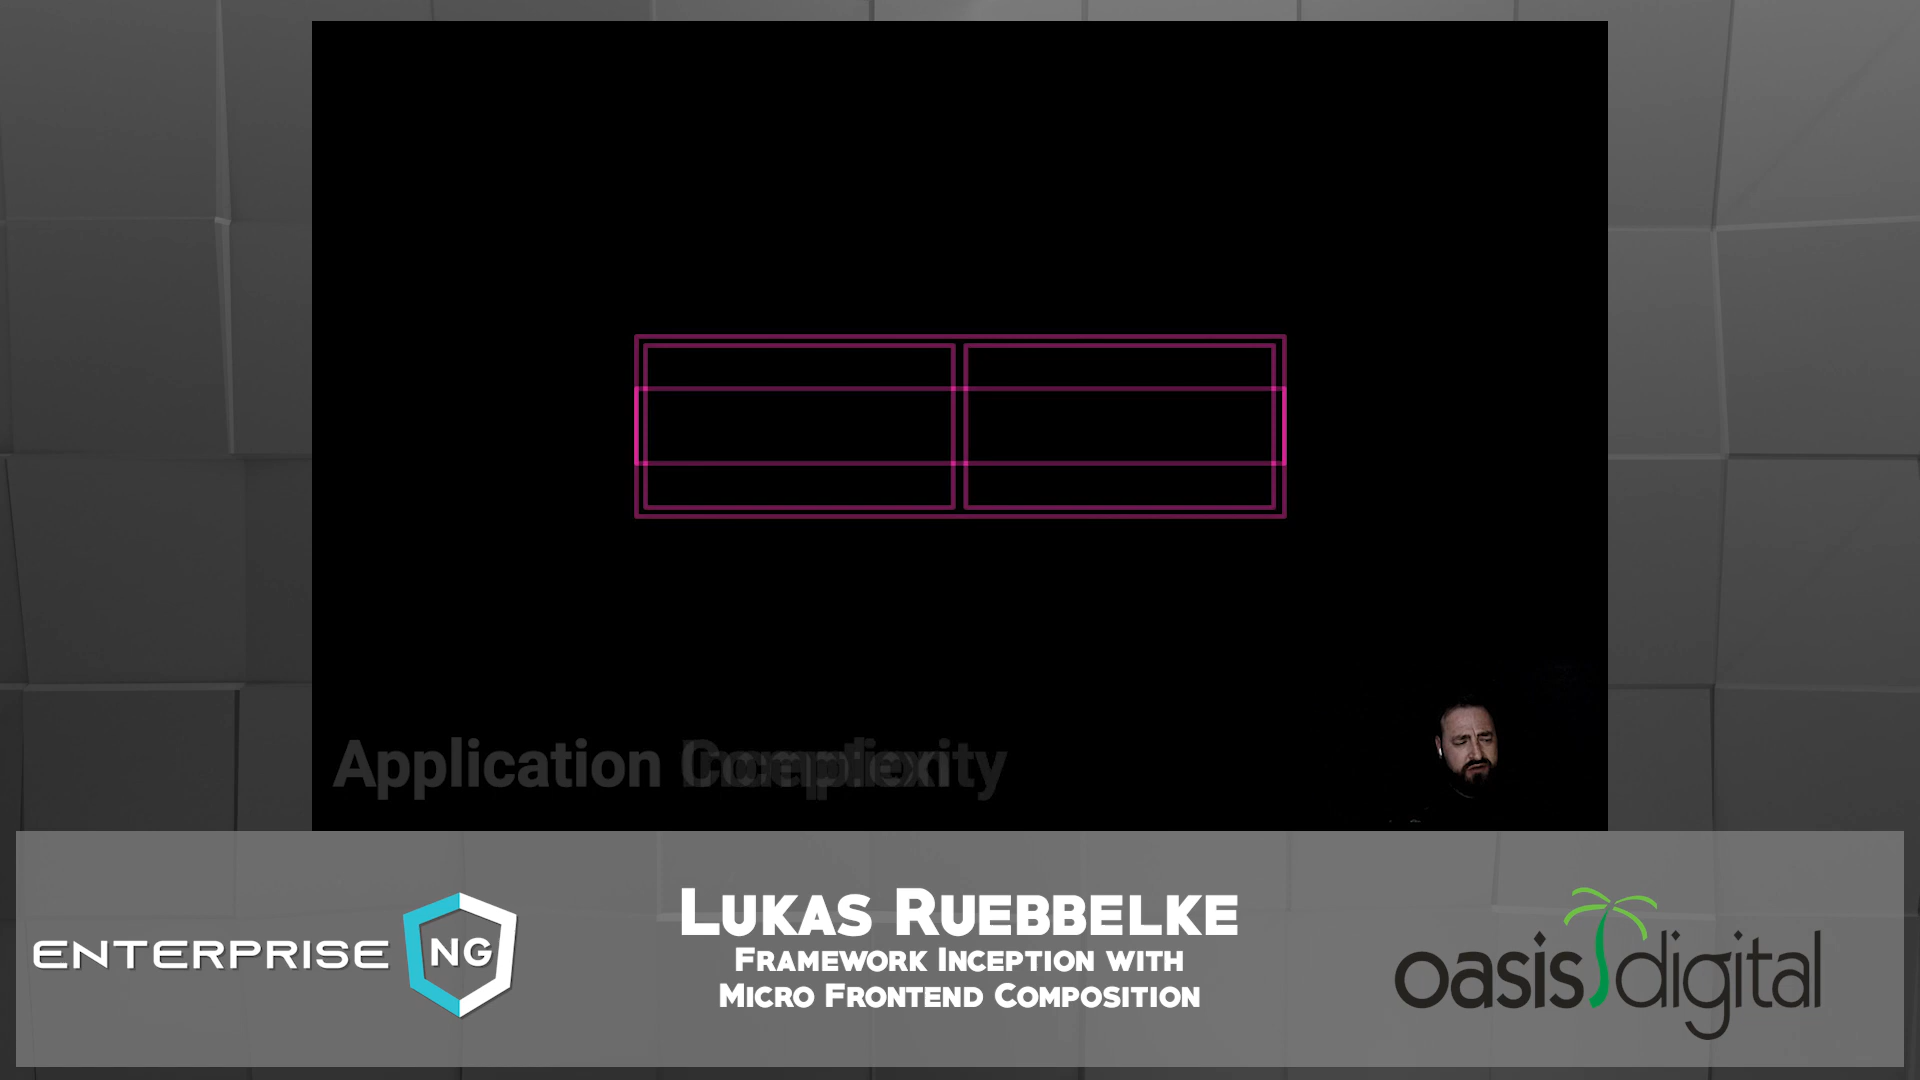 Application
ENTERPRISE NG
Lukas Ruebbelke
Framework Inception with
Micro Frontend Composition
oasis digital